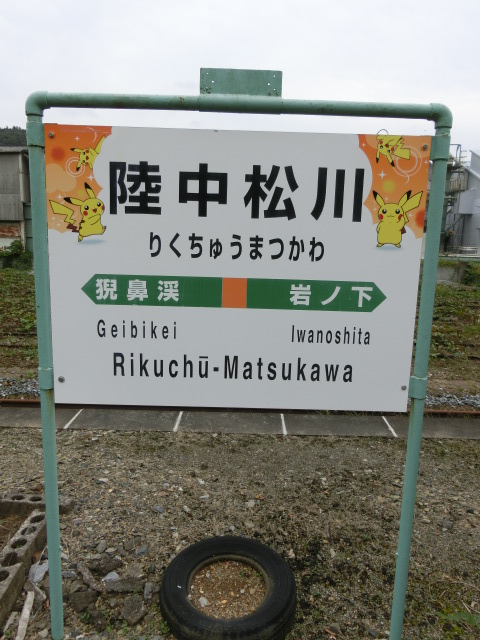 陸中松川
りくちゅうまつかわ
猊鼻渓 岩ノ下
Geibikei Iwanoshita
Rikuchū-Matsukawa